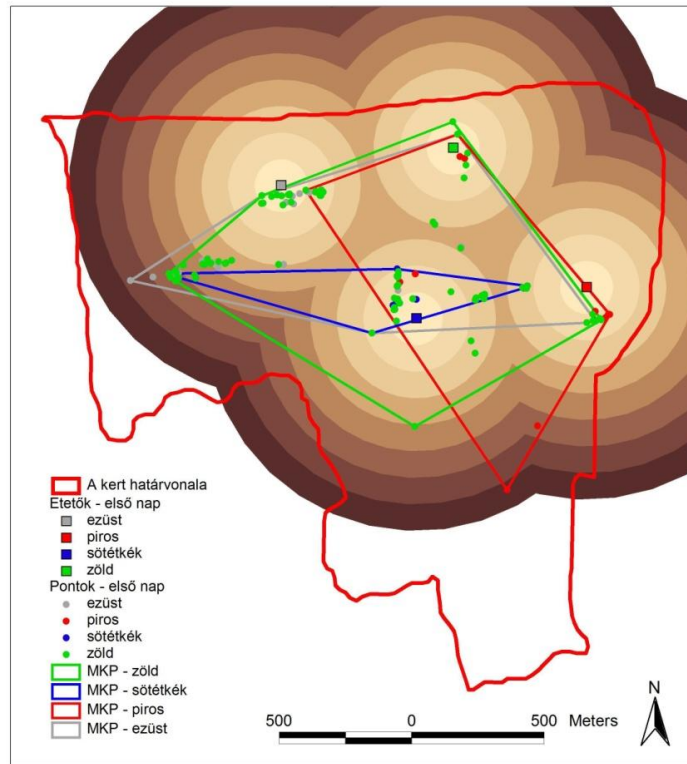 A kert határvonala
Etetők - első nap
ezüst
piros
sötétkék
zöld
Pontok - első nap
ezüst
piros
sötétkék
zöld
MKP - zöld
MKP - sötétkék
MKP - piros
MKP - ezüst
N
500 0 500 Meters